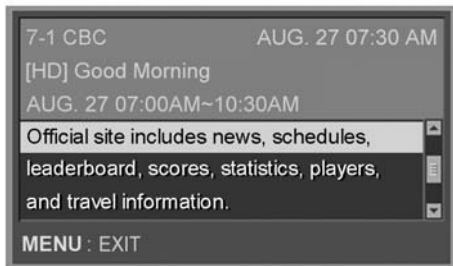 7-1 CBC AUG. 27 07:30 AM
[HD] Good Morning
AUG. 27 07:00AM~10:30AM
Official site includes news, schedules,
leaderboard, scores, statistics, players,
and travel information.
MENU : EXIT